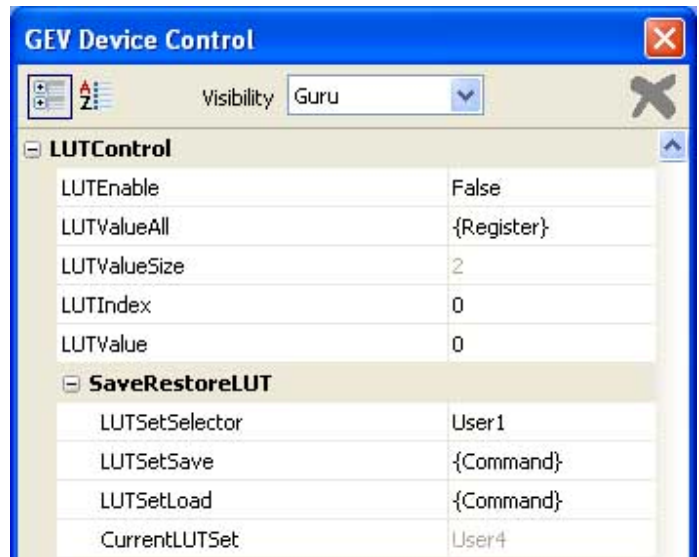 GEV Device Control
A
Z
Visibility Guru
LUTControl
LUTEnable False
LUTValueAll {Register}
LUTValueSize 2
LUTIndex 0
LUTValue 0
SaveRestoreLUT
LUTSetSelector User1
LUTSetSave {Command}
LUTSetLoad {Command}
CurrentLUTSet User4